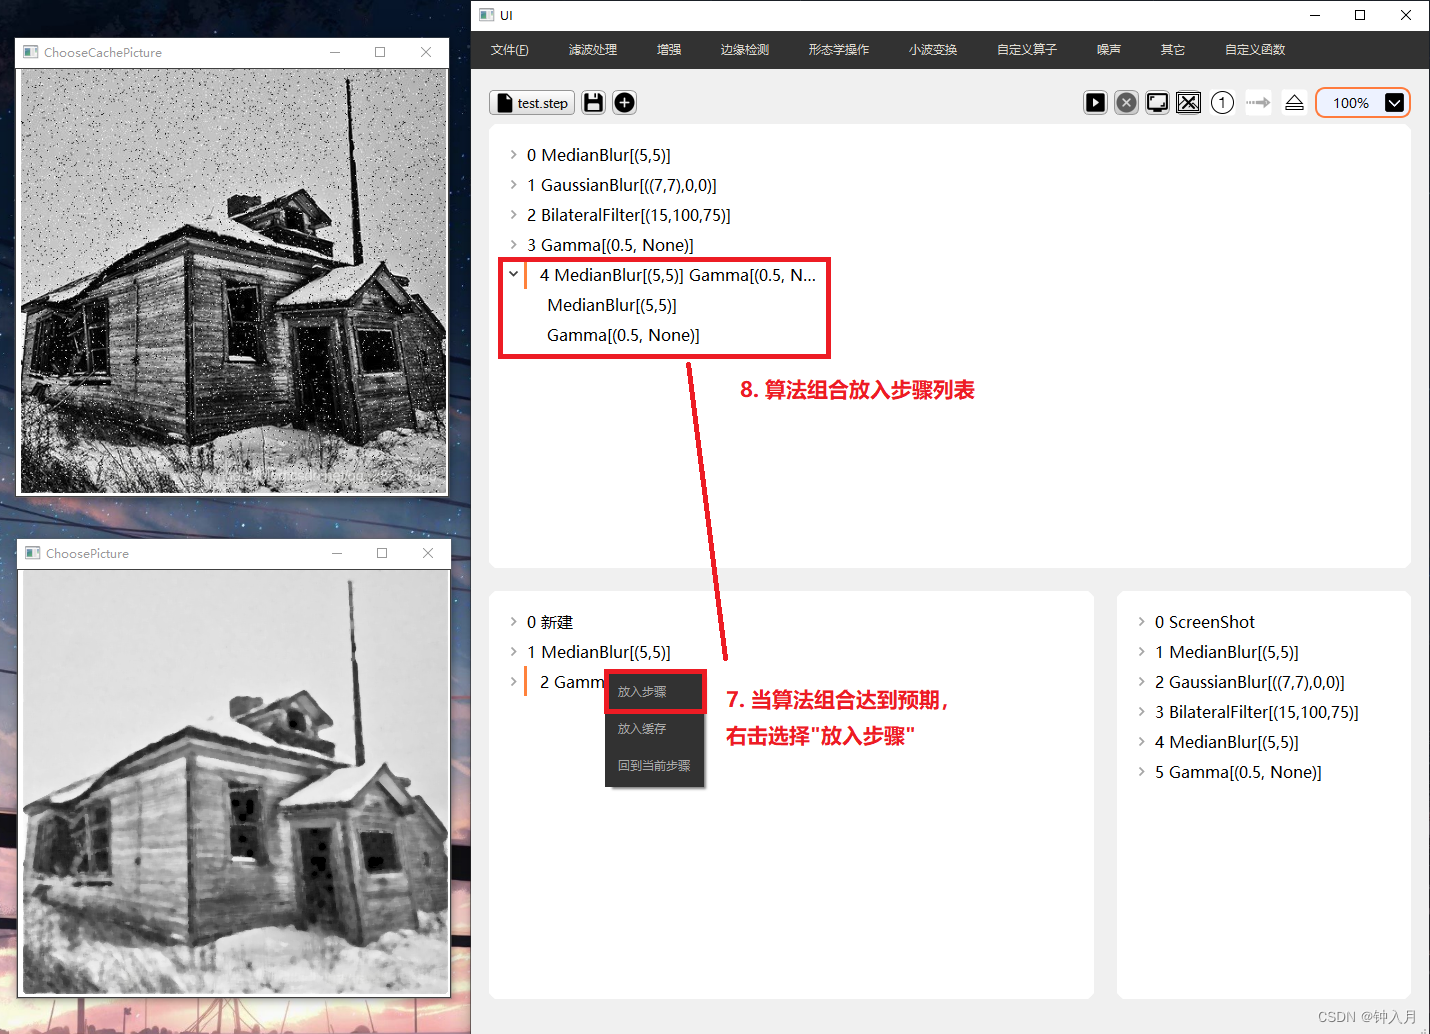 ChooseCachePicture
ChoosePicture
UI
文件(F)
滤波处理
增强
边缘检测
形态学操作
小波变换
自定义算子
噪声
其它
自定义函数
test.step
1
100%
0 MedianBlur[(5,5)]
1 GaussianBlur[((7,7),0,0)]
2 BilateralFilter[(15,100,75)]
3 Gamma[(0.5, None)]
4 MedianBlur[(5,5)] Gamma[(0.5, N...
MedianBlur[(5,5)]
Gamma[(0.5, None)]
8. 算法组合放入步骤列表
0 新建
1 MedianBlur[(5,5)]
2 Gamm
放入步骤
放入缓存
回到当前步骤
7. 当算法组合达到预期，
右击选择"放入步骤"
0 ScreenShot
1 MedianBlur[(5,5)]
2 GaussianBlur[((7,7),0,0)]
3 BilateralFilter[(15,100,75)]
4 MedianBlur[(5,5)]
5 Gamma[(0.5, None)]
CSDN @钟入月